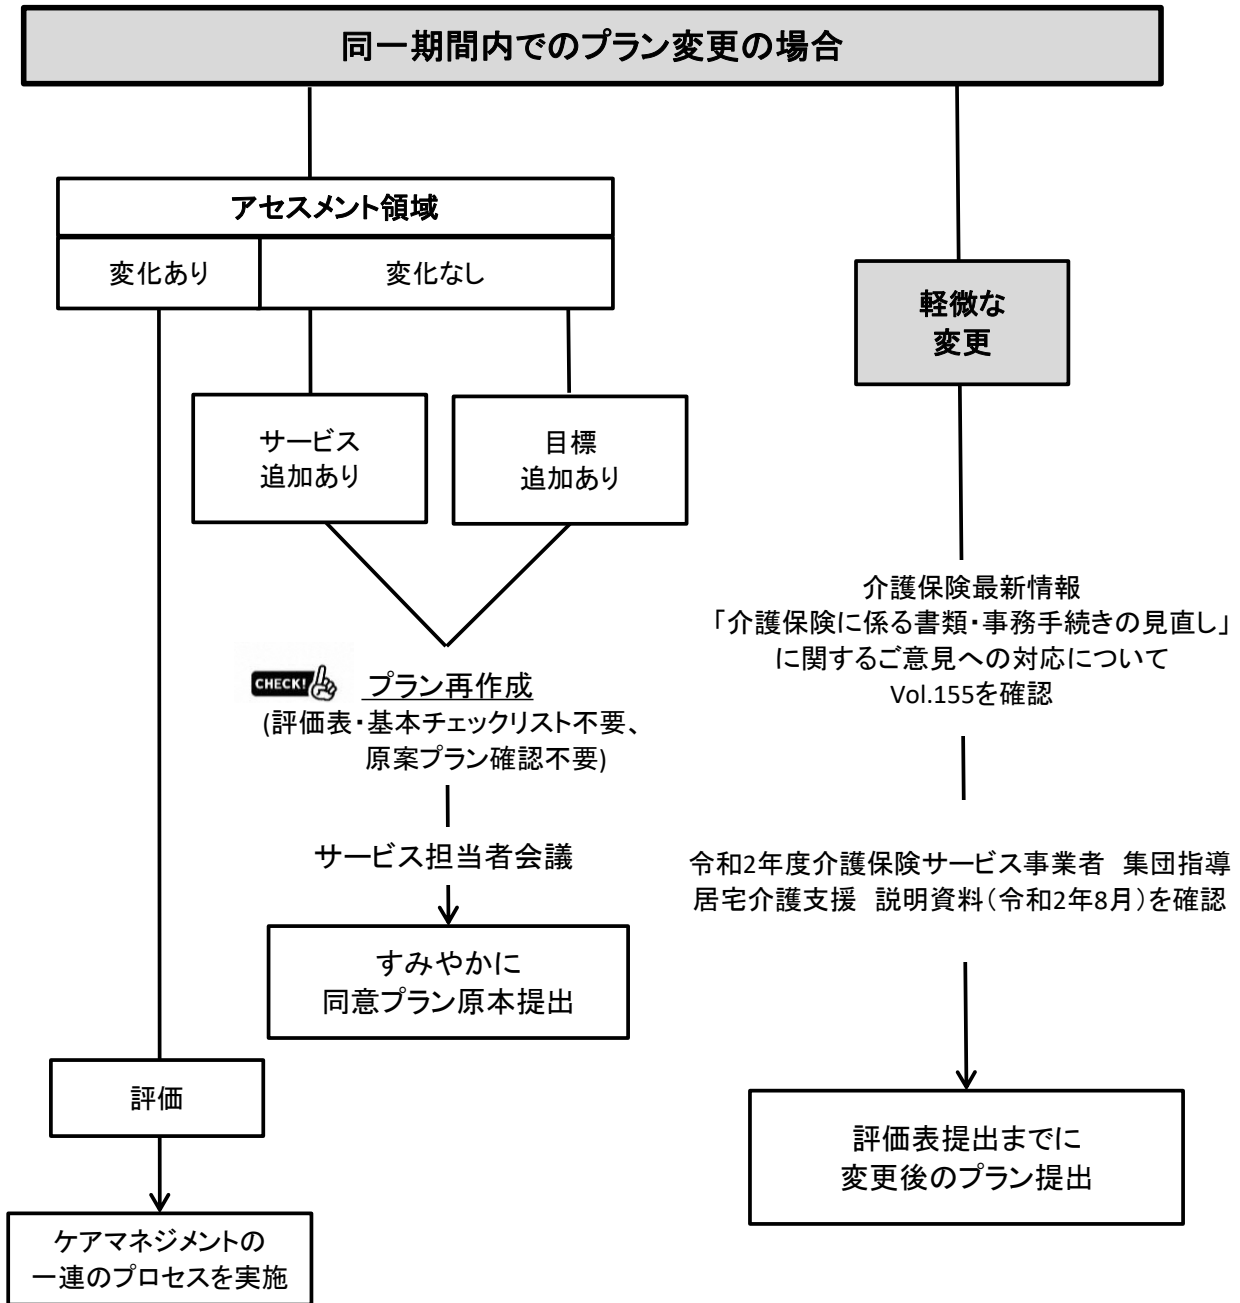 同一期間内でのプラン変更の場合
アセスメント領域
変化あり
変化なし
サービス
追加あり
目標
追加あり
CHECK!
プラン再作成
(評価表・基本チェックリスト不要、
原案プラン確認不要)
サービス担当者会議
すみやかに
同意プラン原本提出
評価
ケアマネジメントの
一連のプロセスを実施
軽微な
変更
介護保険最新情報
「介護保険に係る書類・事務手続きの見直し」
に関するご意見への対応について
Vol.155を確認
令和2年度介護保険サービス事業者　集団指導
居宅介護支援　説明資料(令和2年8月)を確認
評価表提出までに
変更後のプラン提出